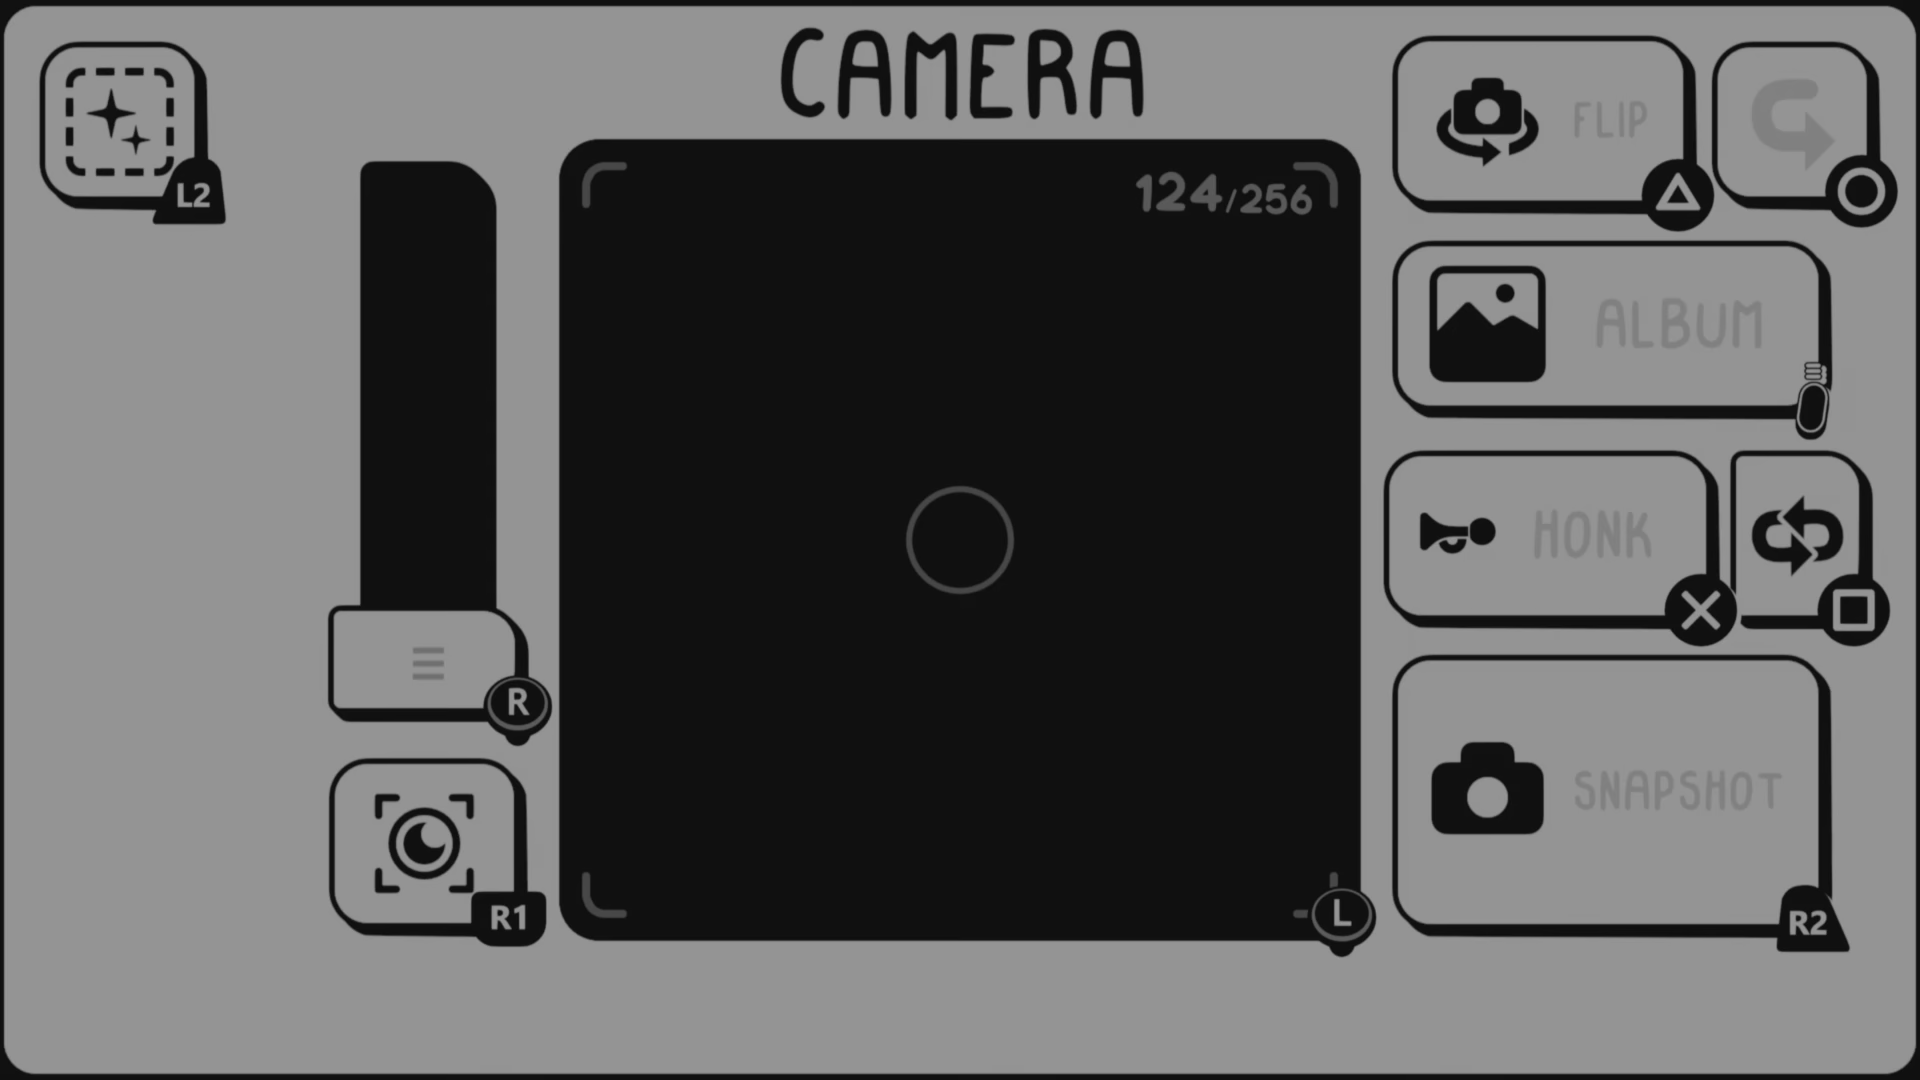 CAMERA
L2
124/256
FLIP
ALBUM
HONK
R
SNAPSHOT
R1
L
R2